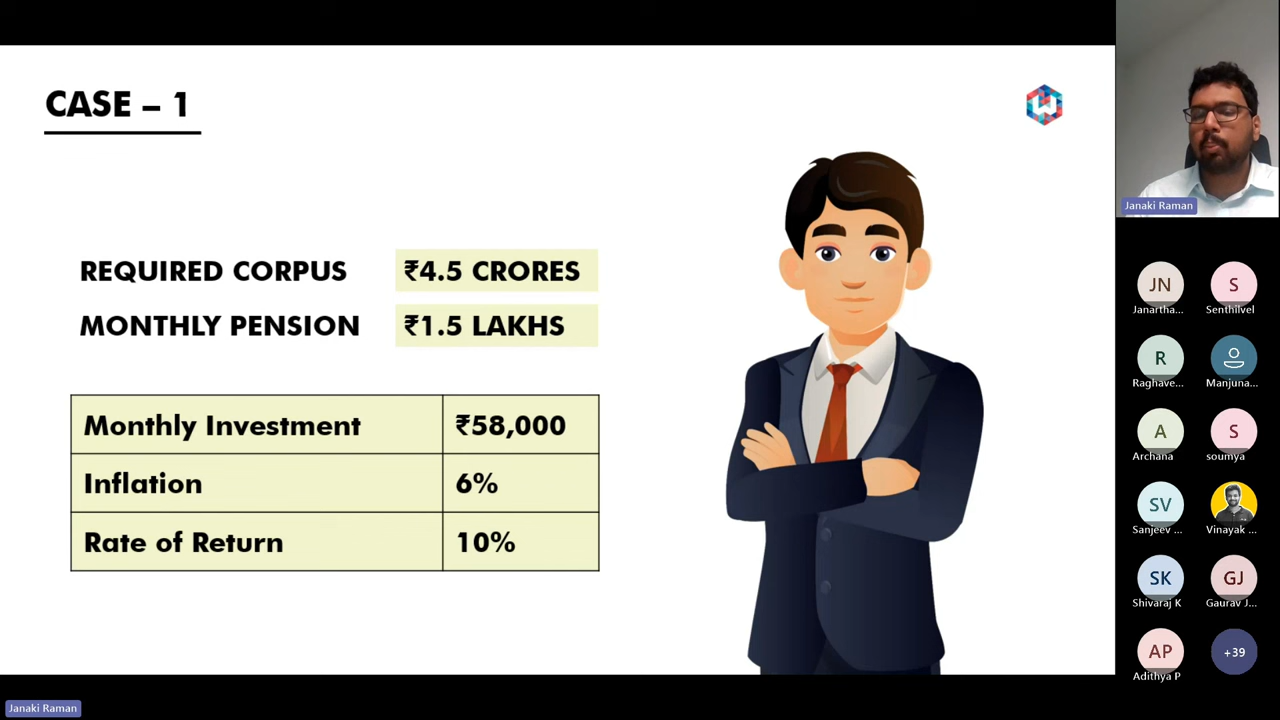 CASE – 1
REQUIRED CORPUS ₹4.5 CRORES
MONTHLY PENSION ₹1.5 LAKHS
Monthly Investment ₹58,000
Inflation 6%
Rate of Return 10%
Janaki Raman
JN S
Janartha... Senthilvel
R
Raghave... Manjuna...
A S
Archana soumya
SV
Sanjeev ... Vinayak ...
SK GJ
Shivaraj K Gaurav J...
AP +39
Adithya P
Janaki Raman